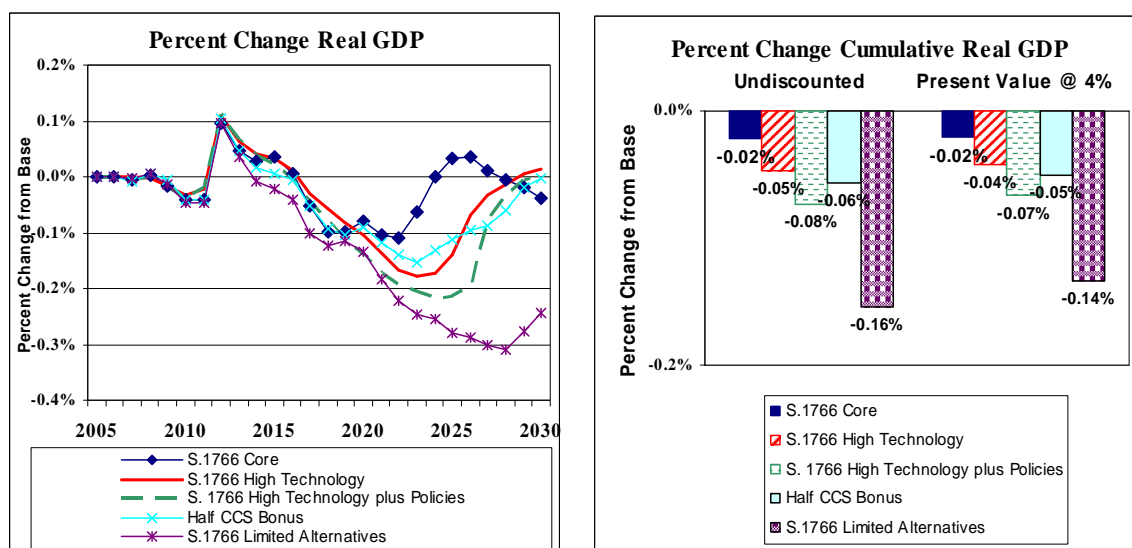 Percent Change Real GDP
Percent Change from Base
0.2%
0.1%
0.0%
-0.1%
-0.2%
-0.3%
-0.4%
2005 2010 2015 2020 2025 2030
S.1766 Core
S.1766 High Technology
S. 1766 High Technology plus Policies
Half CCS Bonus
S.1766 Limited Alternatives
Percent Change Cumulative Real GDP
Undiscounted Present Value @ 4%
Percent Change from Base
0.0%
-0.2%
-0.02%
-0.05%
-0.08%
-0.06%
-0.16%
-0.02%
-0.04%
-0.07%
-0.05%
-0.14%
S.1766 Core
S.1766 High Technology
S. 1766 High Technology plus Policies
Half CCS Bonus
S.1766 Limited Alternatives